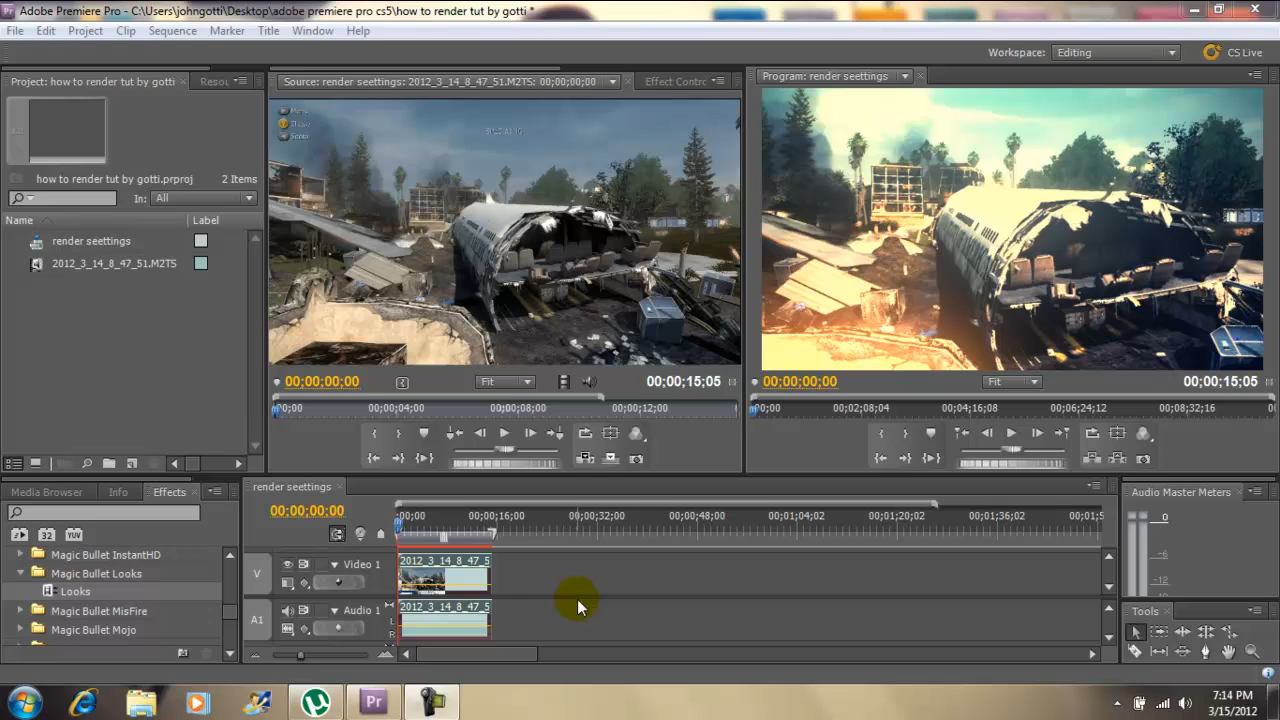 Adobe Premiere Pro - C:\Users\johngotti\Desktop\adobe premiere pro cs5\how to render tut by gotti *
File Edit Project Clip Sequence Marker Title Window Help
Workspace: Editing CS Live
Project: how to render tut by gotti Resou
Source: render seettings: 2012_3_14_8_47_51.M2TS: 00;00;00;00 Effect Contro
Program: render seettings
how to render tut by gotti.prproj 2 Items
In: All
Name Label
render seettings
2012_3_14_8_47_51.M2TS
00;00;00;00 Fit 00;00;15;05
00;00;00;00 Fit 00;00;15;05
00;00 00;00;04;00 00;00;08;00 00;00;12;00
00;00 00;02;08;04 00;04;16;08 00;06;24;12 00;08;32;16
Media Browser Info Effects
32 YUV
Magic Bullet InstantHD
Magic Bullet Looks
Looks
Magic Bullet MisFire
Magic Bullet Mojo
render seettings
00;00;00;00
00;00 00;00;16;00 00;00;32;00 00;00;48;00 00;01;04;02 00;01;20;02 00;01;36;02 00;01;5
V Video 1 2012_3_14_8_47_5
A1 Audio 1 2012_3_14_8_47_5
L
R
Audio Master Meters
0
-6
-12
Tools
7:14 PM
3/15/2012